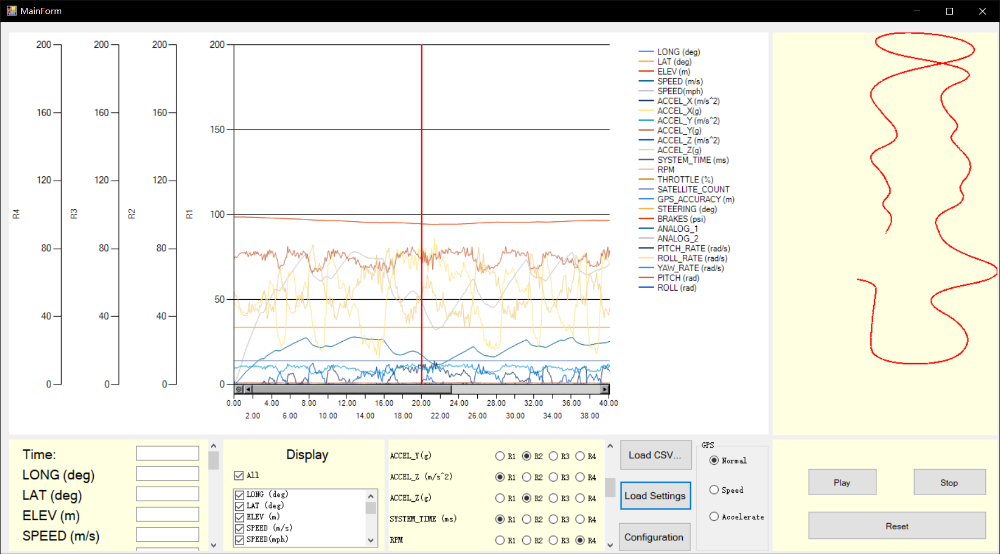 MainForm
200 200 200 200
160 160 160 150
120 120 120 100
80 80 80 50
40 40 40
0 0 0 0
R4 R3 R2 R1
0.00 4.00 8.00 12.00 16.00 20.00 24.00 28.00 32.00 36.00 40.00
2.00 6.00 10.00 14.00 18.00 22.00 26.00 30.00 34.00 38.00
LONG (deg)
LAT (deg)
ELEV (m)
SPEED (m/s)
SPEED(mph)
ACCEL_X (m/s^2)
ACCEL_X(g)
ACCEL_Y (m/s^2)
ACCEL_Y(g)
ACCEL_Z (m/s^2)
ACCEL_Z(g)
SYSTEM_TIME (ms)
RPM
THROTTLE (%)
SATELLITE_COUNT
GPS_ACCURACY (m)
STEERING (deg)
BRAKES (psi)
ANALOG_1
ANALOG_2
PITCH_RATE (rad/s)
ROLL_RATE (rad/s)
YAW_RATE (rad/s)
PITCH (rad)
ROLL (rad)
Time:
LONG (deg)
LAT (deg)
ELEV (m)
SPEED (m/s)
Display
All
LONG (deg)
LAT (deg)
ELEV (m)
SPEED (m/s)
SPEED(mph)
ACCEL_Y(g) R1 R2 R3 R4
ACCEL_Z (m/s^2) R1 R2 R3 R4
ACCEL_Z(g) R1 R2 R3 R4
SYSTEM_TIME (ms) R1 R2 R3 R4
RPM R1 R2 R3 R4
Load CSV...
Load Settings
Configuration
GPS
Normal
Speed
Accelerate
Play
Stop
Reset